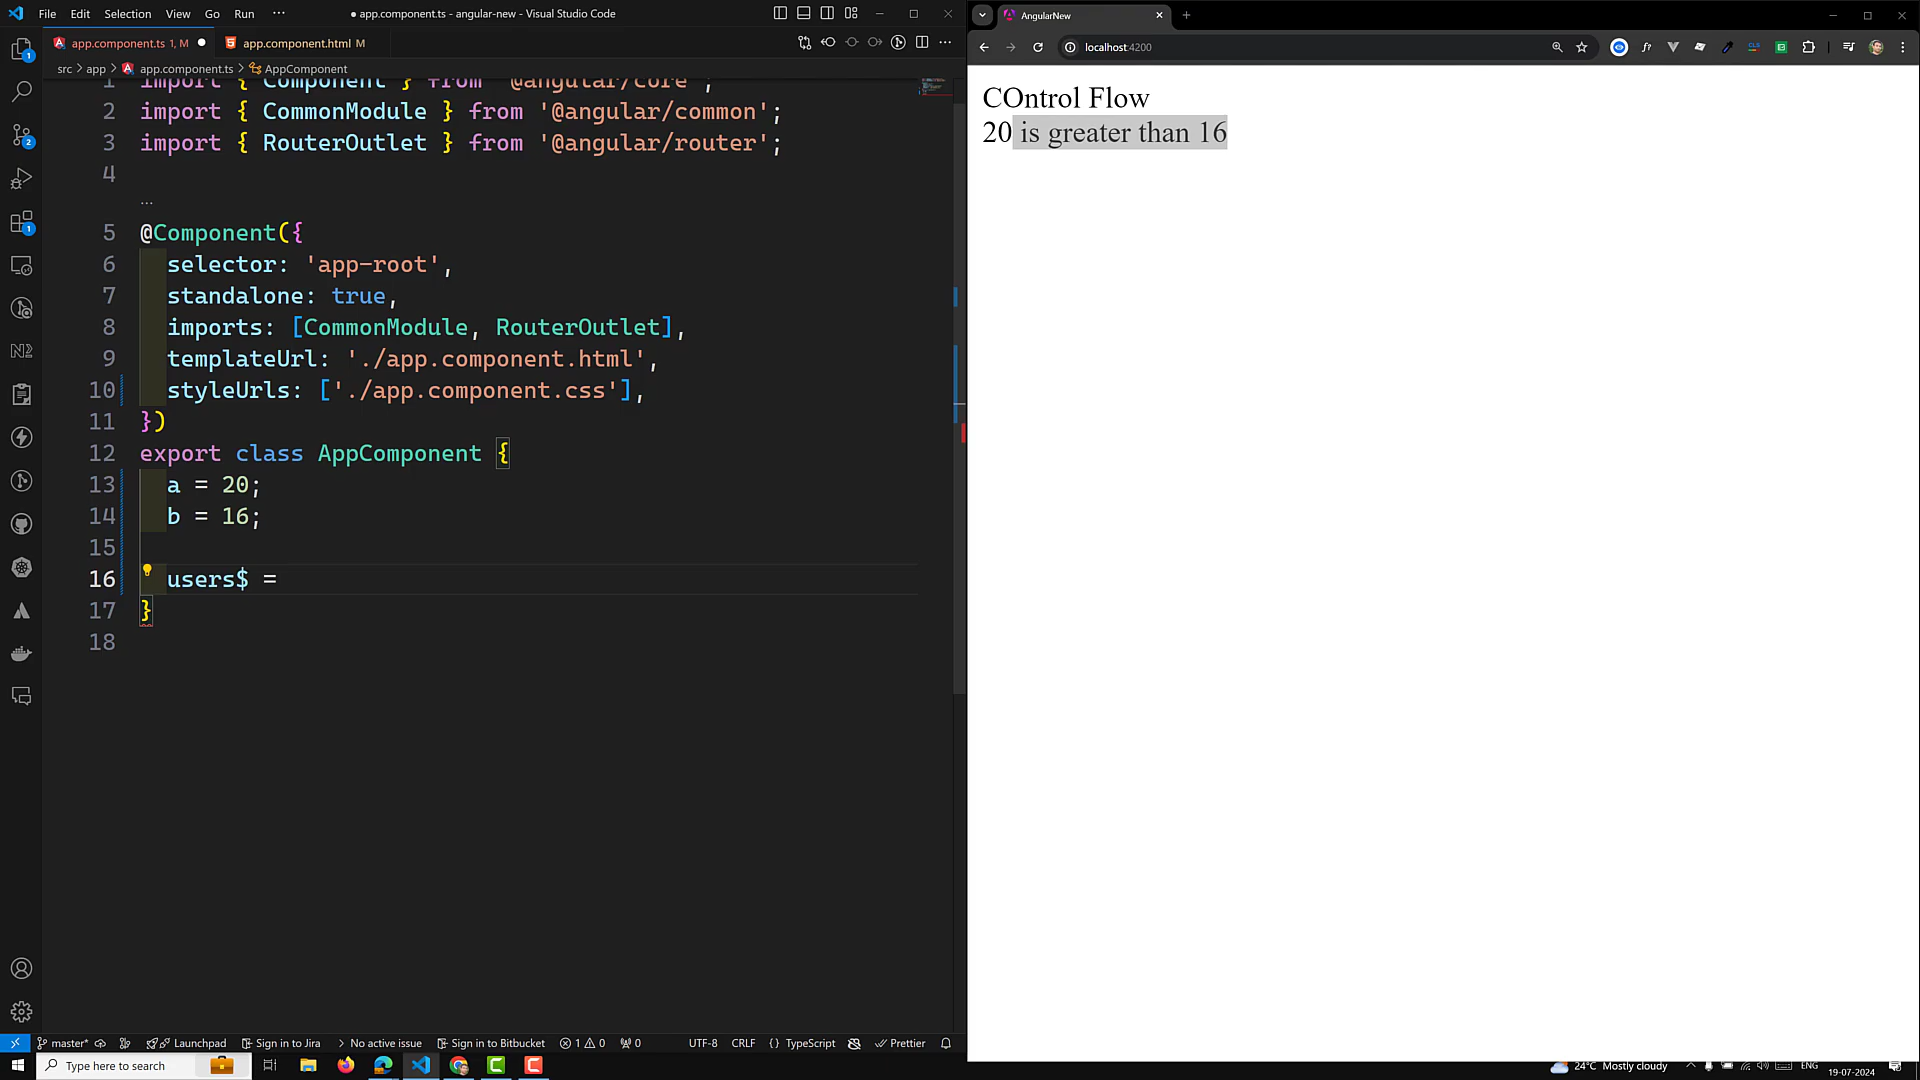 File Edit Selection View Go Run ··· ● app.component.ts - angular-new - Visual Studio Code
app.component.ts 1, M ● app.component.html M
src > app > app.component.ts > AppComponent
1 import { Component } from '@angular/core';
2 import { CommonModule } from '@angular/common';
3 import { RouterOutlet } from '@angular/router';
4
...
5 @Component({
6 selector: 'app-root',
7 standalone: true,
8 imports: [CommonModule, RouterOutlet],
9 templateUrl: './app.component.html',
10 styleUrls: ['./app.component.css'],
11 })
12 export class AppComponent {
13 a = 20;
14 b = 16;
15
16 users$ =
17 }
18
master* Launchpad Sign in to Jira No active issue Sign in to Bitbucket 1 0 0 UTF-8 CRLF {} TypeScript Prettier
AngularNew
localhost:4200
COntrol Flow
20 is greater than 16
Type here to search
24°C Mostly cloudy ENG 19-07-2024